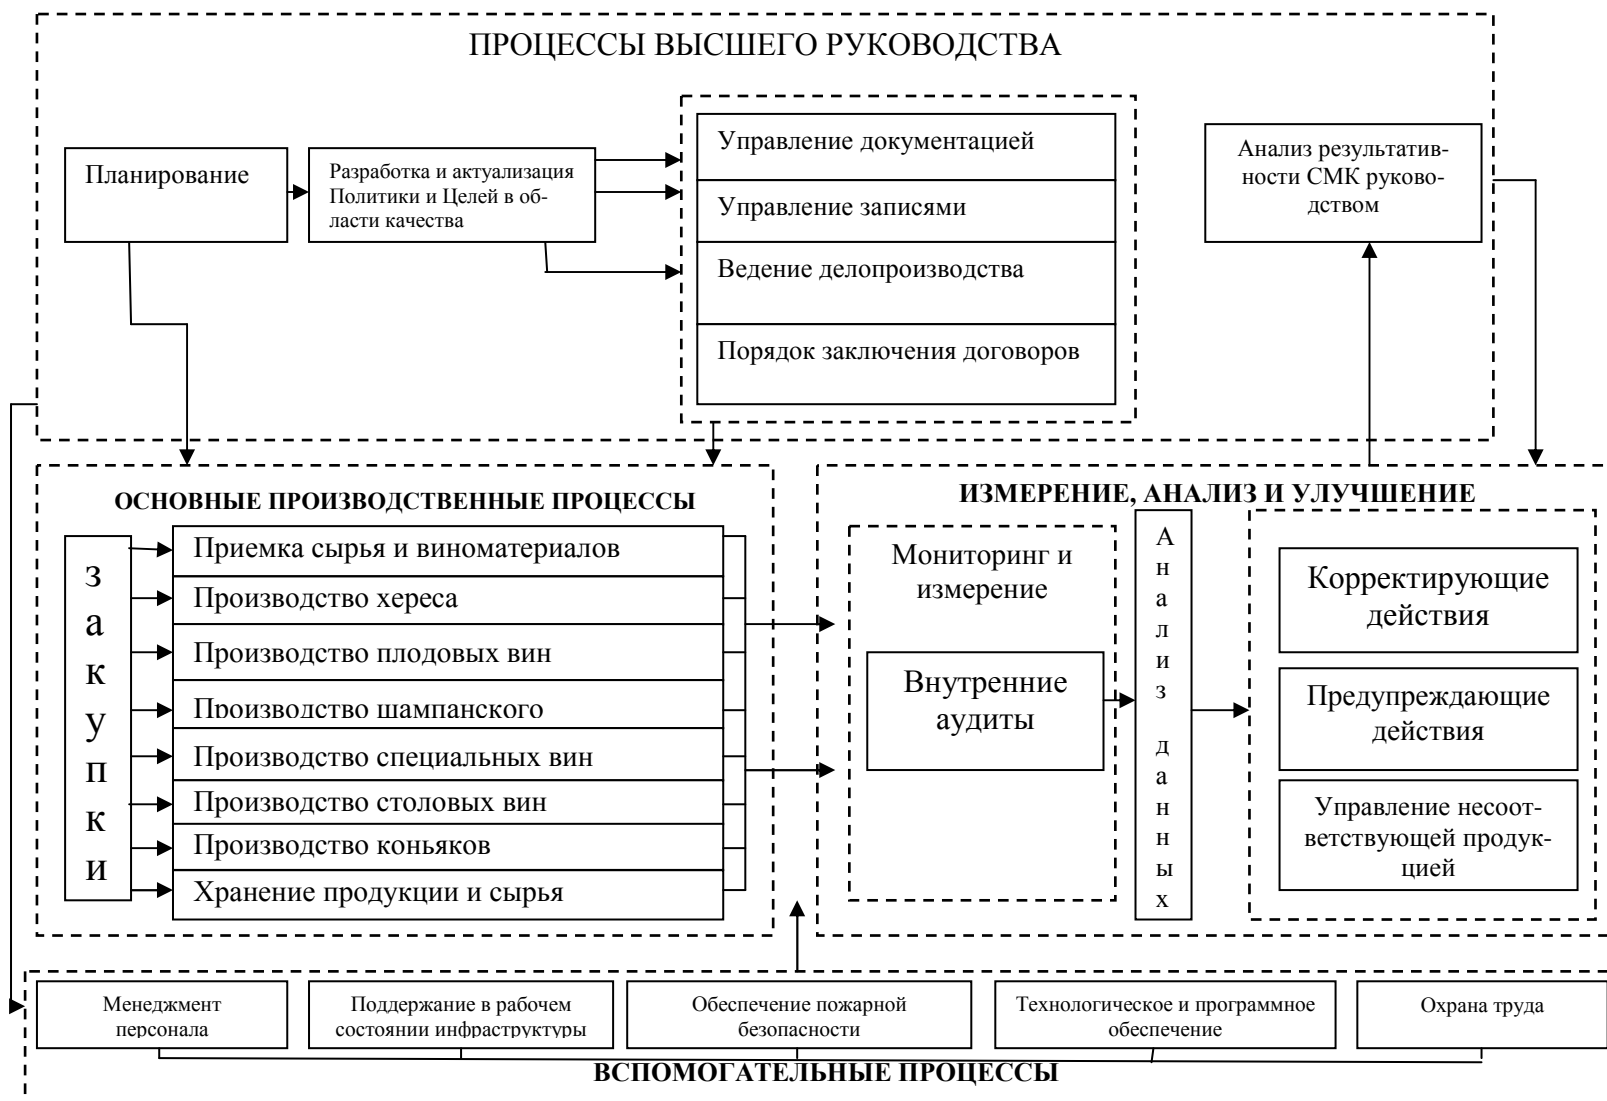 ПРОЦЕССЫ ВЫСШЕГО РУКОВОДСТВА
Планирование
Разработка и актуализация
Политики и Целей в об-
ласти качества
Управление документацией
Управление записями
Ведение делопроизводства
Порядок заключения договоров
Анализ результатив-
ности СМК руково-
дством
ОСНОВНЫЕ ПРОИЗВОДСТВЕННЫЕ ПРОЦЕССЫ
закупки
Приемка сырья и виноматериалов
Производство хереса
Производство плодовых вин
Производство шампанского
Производство специальных вин
Производство столовых вин
Производство коньяков
Хранение продукции и сырья
ИЗМЕРЕНИЕ, АНАЛИЗ И УЛУЧШЕНИЕ
Мониторинг и
измерение
Внутренние
аудиты
Анализ данных
Корректирующие
действия
Предупреждающие
действия
Управление несоот-
ветствующей продук-
цией
Менеджмент
персонала
Поддержание в рабочем
состоянии инфраструктуры
Обеспечение пожарной
безопасности
Технологическое и программное
обеспечение
Охрана труда
ВСПОМОГАТЕЛЬНЫЕ ПРОЦЕССЫ